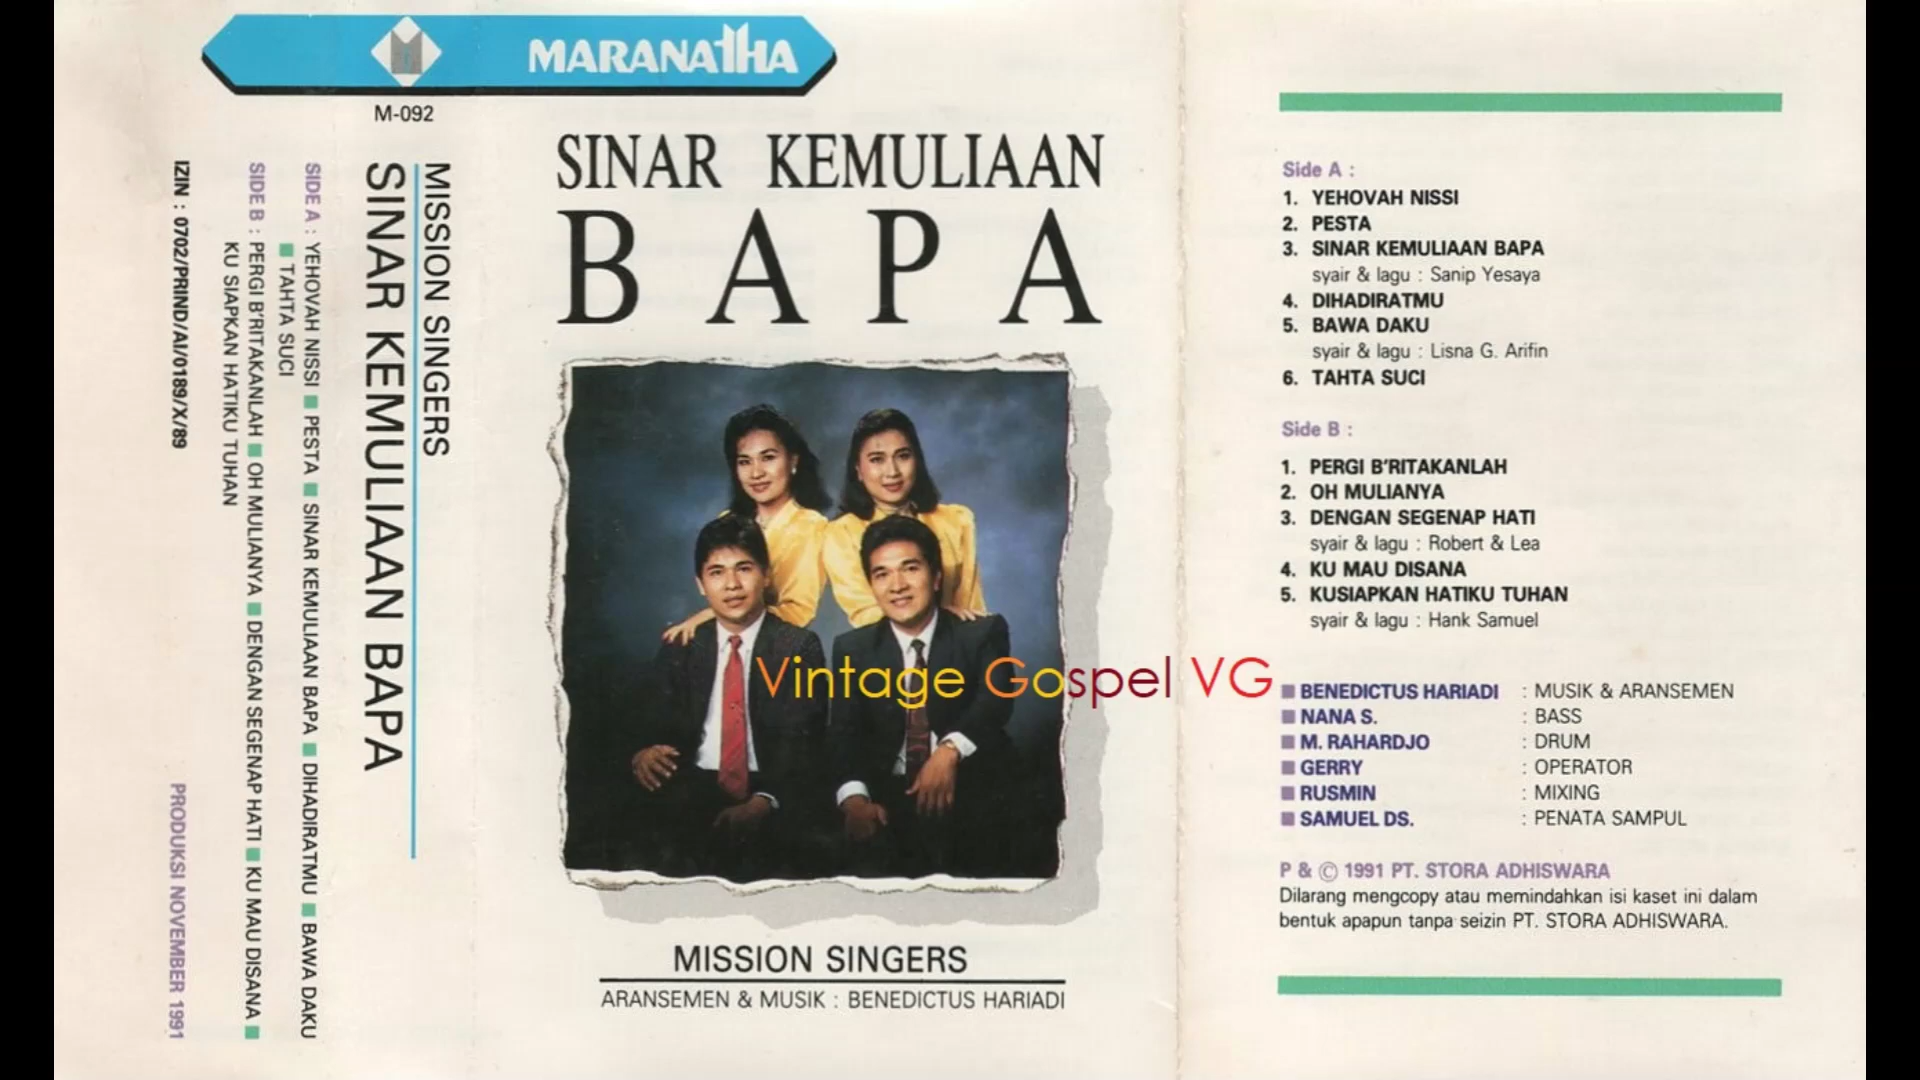 MARANATHA
M-092
MISSION SINGERS
SINAR KEMULIAAN BAPA
SIDE A : YEHOVAH NISSI ■ PESTA ■ SINAR KEMULIAAN BAPA ■ DIHADIRATMU ■ BAWA DAKU
■ TAHTA SUCI
SIDE B : PERGI B'RITAKANLAH ■ OH MULIANYA ■ DENGAN SEGENAP HATI ■ KU MAU DISANA ■
KU SIAPKAN HATIKU TUHAN
IZIN : 0702/PRIND/AI/0189/X/89
PRODUKSI NOVEMBER 1991
SINAR KEMULIAAN
BAPA
Vintage Gospel VG
MISSION SINGERS
ARANSEMEN & MUSIK : BENEDICTUS HARIADI
Side A :
1. YEHOVAH NISSI
2. PESTA
3. SINAR KEMULIAAN BAPA
syair & lagu : Sanip Yesaya
4. DIHADIRATMU
5. BAWA DAKU
syair & lagu : Lisna G. Arifin
6. TAHTA SUCI
Side B :
1. PERGI B'RITAKANLAH
2. OH MULIANYA
3. DENGAN SEGENAP HATI
syair & lagu : Robert & Lea
4. KU MAU DISANA
5. KUSIAPKAN HATIKU TUHAN
syair & lagu : Hank Samuel
■ BENEDICTUS HARIADI : MUSIK & ARANSEMEN
■ NANA S. : BASS
■ M. RAHARDJO : DRUM
■ GERRY : OPERATOR
■ RUSMIN : MIXING
■ SAMUEL DS. : PENATA SAMPUL
P & © 1991 PT. STORA ADHISWARA
Dilarang mengcopy atau memindahkan isi kaset ini dalam
bentuk apapun tanpa seizin PT. STORA ADHISWARA.